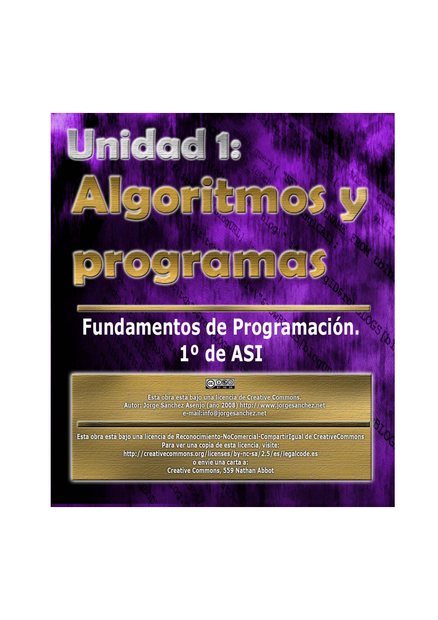 Unidad 1:
Algoritmos y
programas
Fundamentos de Programación.
1º de ASI
Esta obra esta bajo una licencia de Creative Commons.
Autor: Jorge Sánchez Asenjo (año 2008) http://www.jorgesanchez.net
e-mail:info@jorgesanchez.net
Esta obra está bajo una licencia de Reconocimiento-NoComercial-CompartirIgual de CreativeCommons
Para ver una copia de esta licencia, visite:
http://creativecommons.org/licenses/by-nc-sa/2.5/es/legalcode.es
o envíe una carta a:
Creative Commons, 559 Nathan Abbot